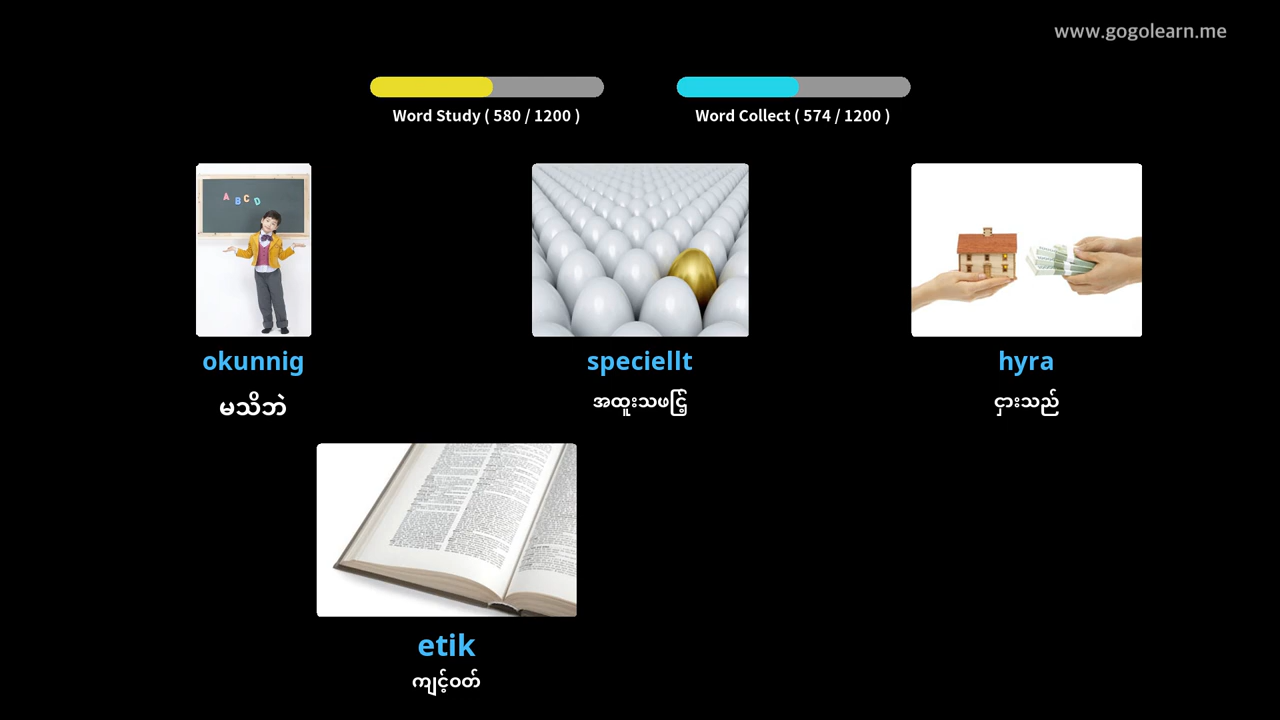 www.gogolearn.me
Word Study ( 580 / 1200 )
Word Collect ( 574 / 1200 )
A B C D
okunnig
speciellt
hyra
မသိဘဲ
အထူးသဖြင့်
ငှားသည်
etik
ကျင့်ဝတ်